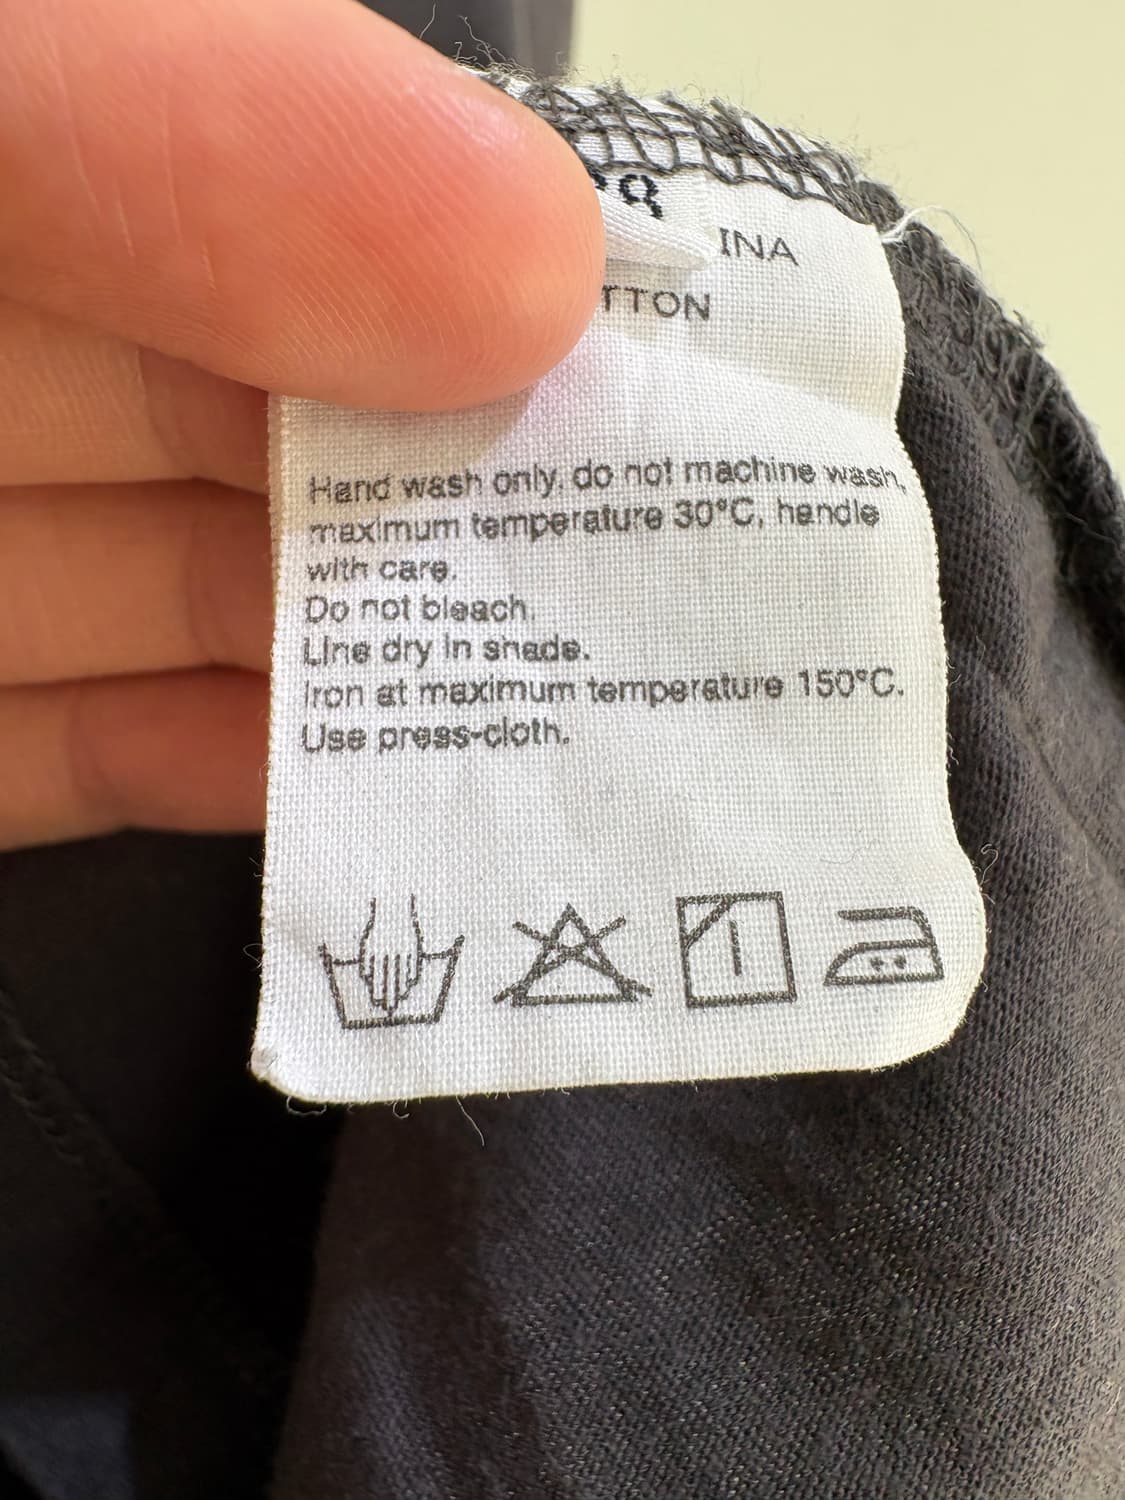 INA
TTON
Hand wash only, do not machine wash,
maximum temperature 30°C, handle
with care.
Do not bleach.
Line dry in shade.
Iron at maximum temperature 150°C.
Use press-cloth.